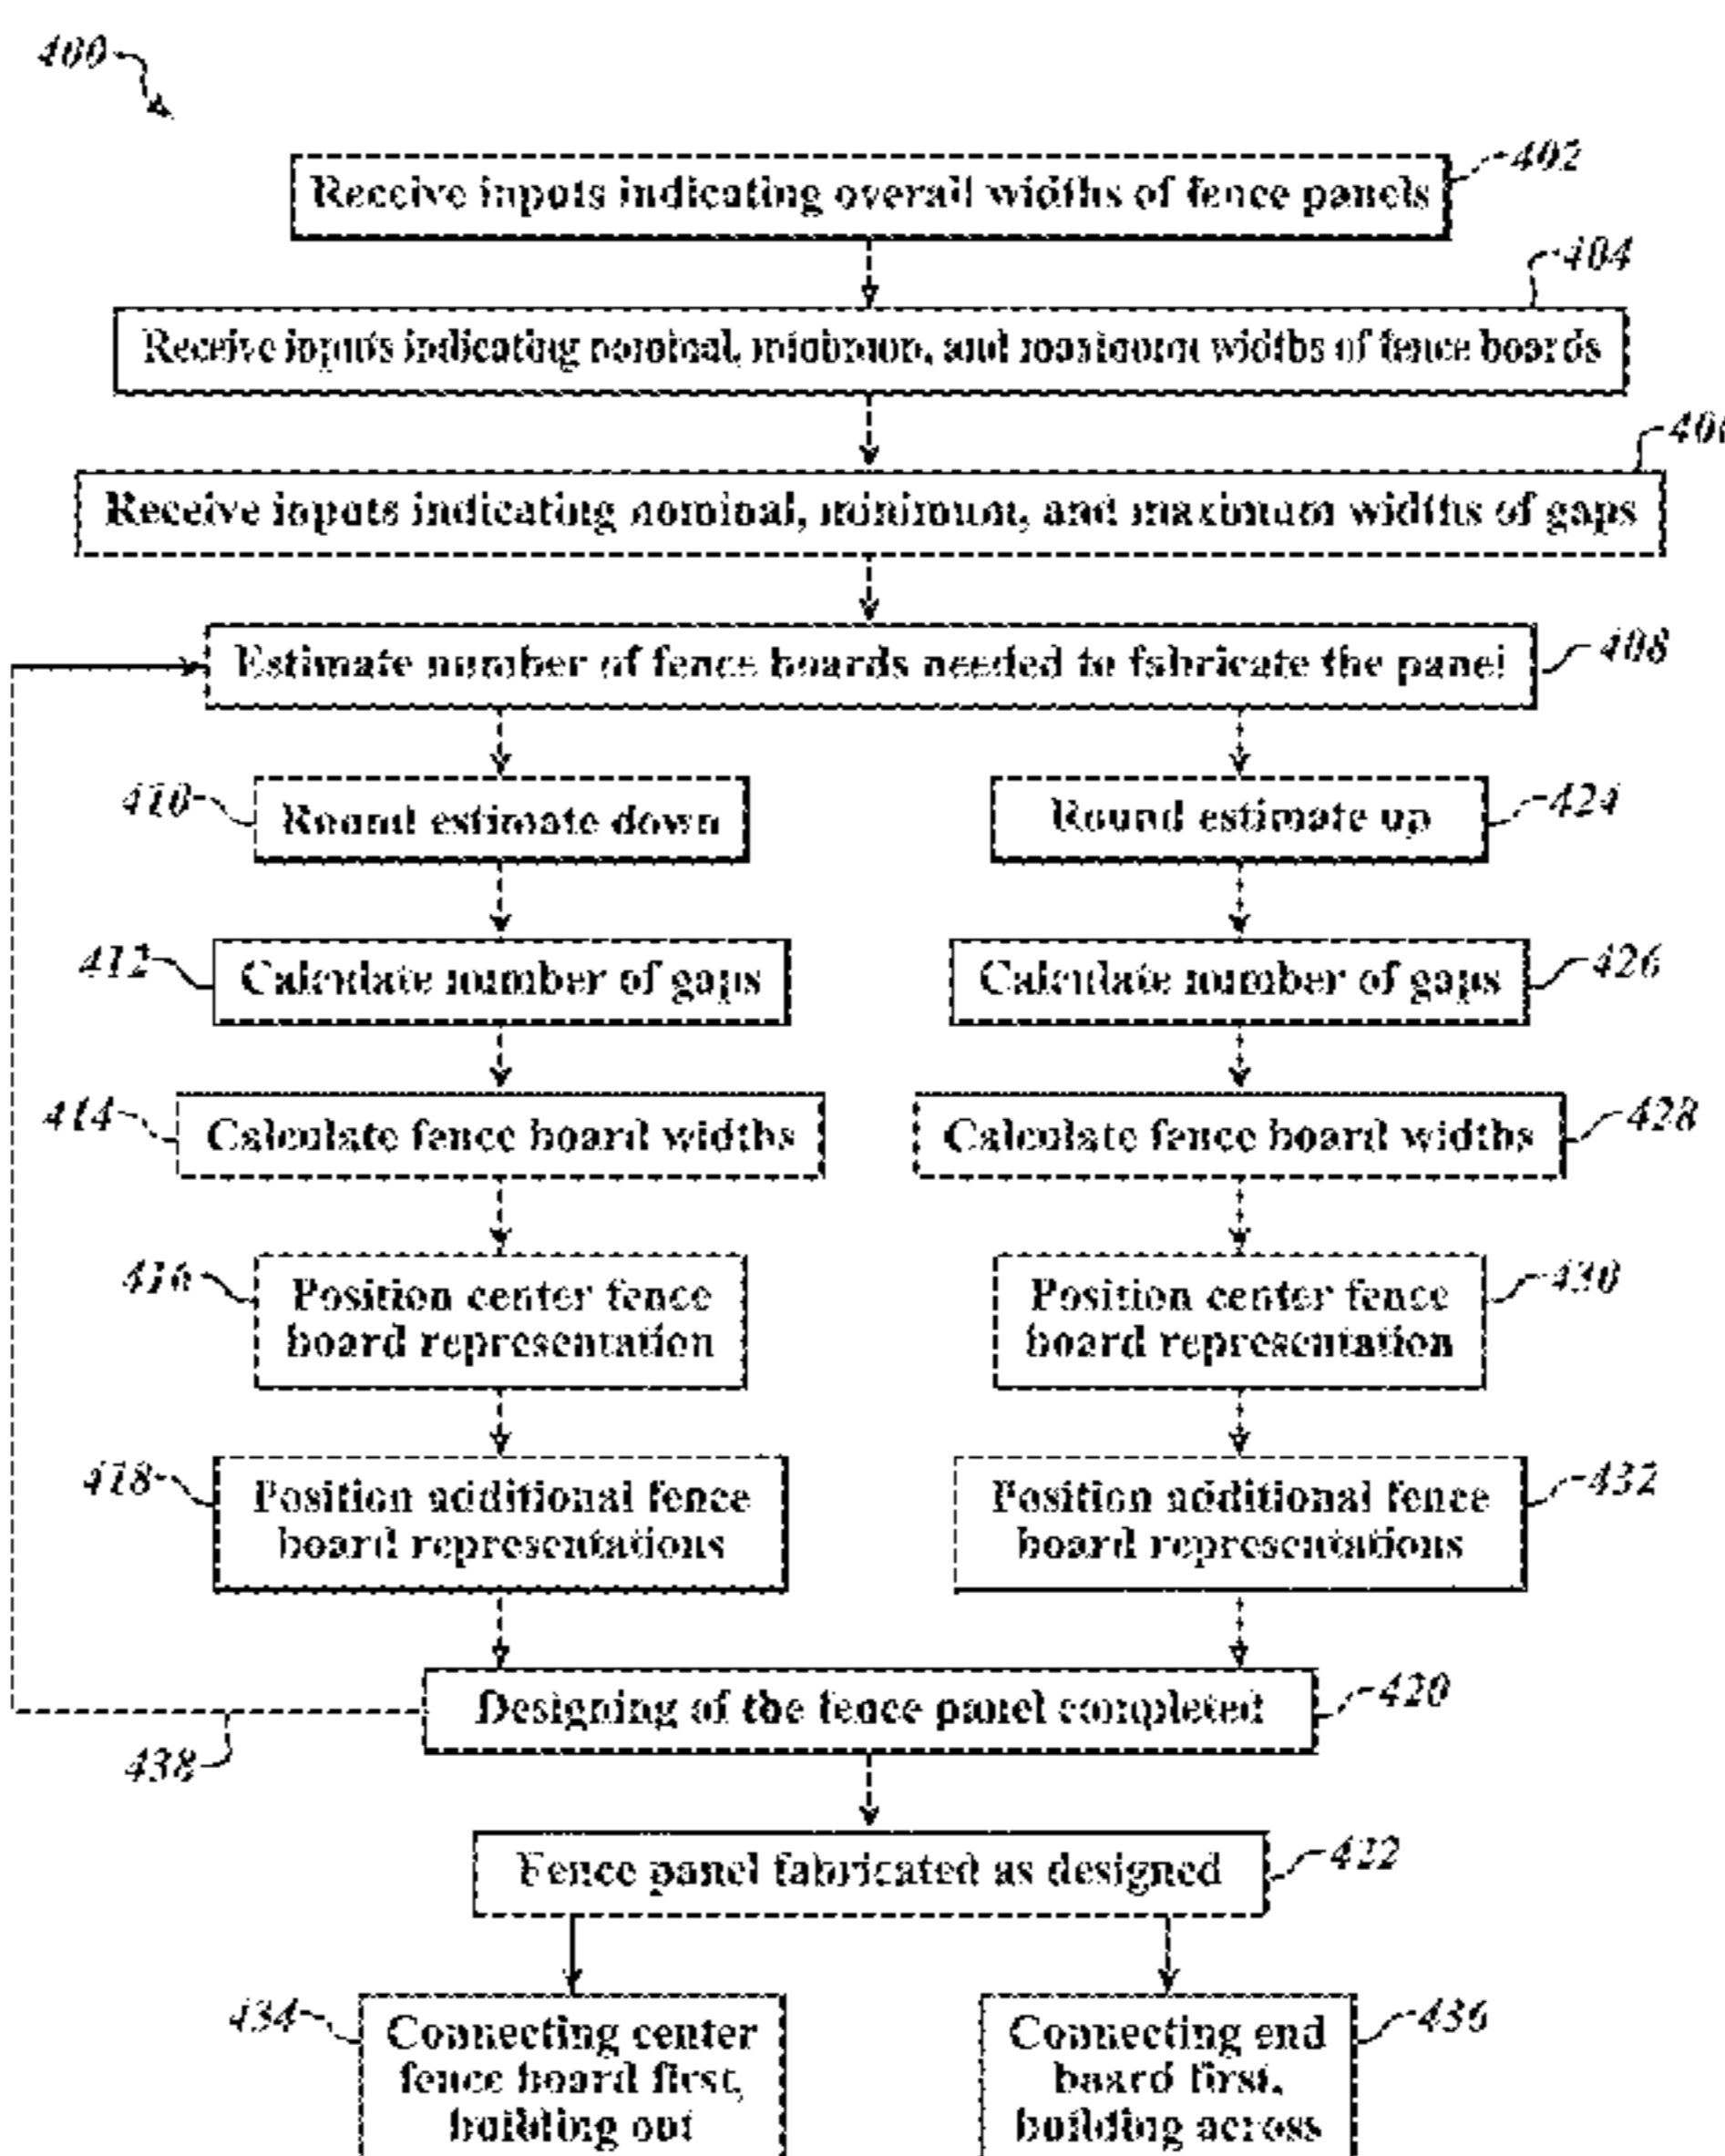 400
Receive inputs indicating overall widths of fence panels
402
Receive inputs indicating nominal, minimum, and maximum widths of fence boards
404
Receive inputs indicating nominal, minimum, and maximum widths of gaps
Estimate number of fence boards needed to fabricate the panel
408
410
Round estimate down
Round estimate up
424
412
Calculate number of gaps
Calculate number of gaps
426
414
Calculate fence board widths
Calculate fence board widths
428
416
Position center fence
board representation
Position center fence
board representation
430
418
Position additional fence
board representations
Position additional fence
board representations
432
Designing of the fence panel completed
420
438
Fence panel fabricated as designed
422
434
Connecting center
fence board first,
building out
Connecting end
board first,
building across
436